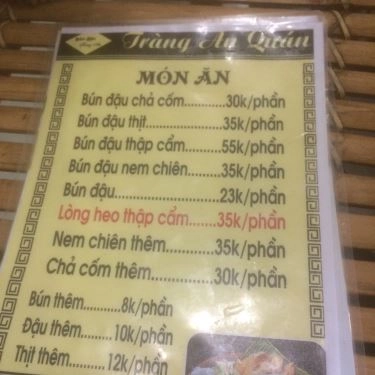 Tràng An Quán
MÓN ĂN
Bún đậu chả cốm..........30k/phần
Bún đậu thịt................35k/phần
Bún đậu thập cẩm........55k/phần
Bún đậu nem chiên......35k/phần
Bún đậu.....................23k/phần
Lòng heo thập cẩm......35k/phần
Nem chiên thêm..........35k/phần
Chả cốm thêm............30k/phần
Bún thêm.........8k/phần
Đậu thêm........10k/phần
Thịt thêm........12k/phần